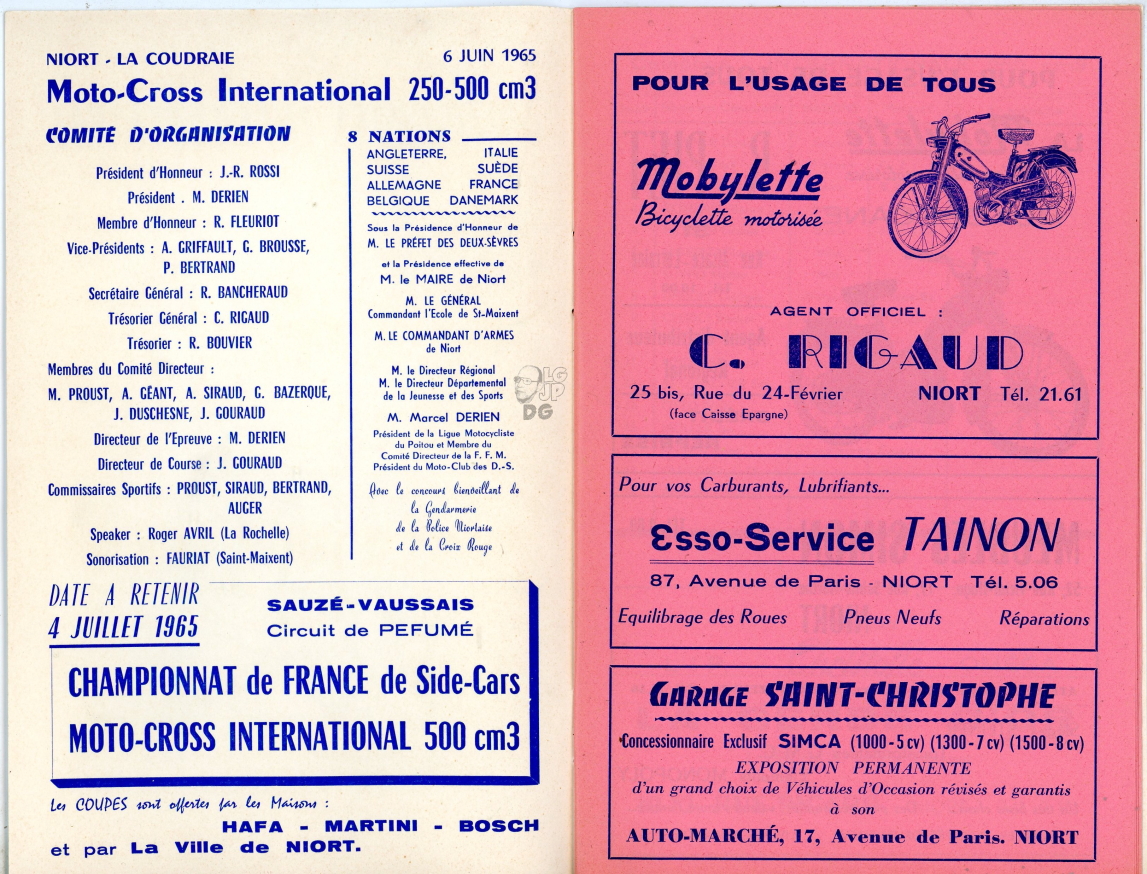 NIORT - LA COUDRAIE
6 JUIN 1965
Moto-Cross International 250-500 cm3
COMITÉ D'ORGANISATION
Président d'Honneur : J.-R. ROSSI
Président . M. DERIEN
Membre d'Honneur : R. FLEURIOT
Vice-Présidents : A. GRIFFAULT, G. BROUSSE,
P. BERTRAND
Secrétaire Général : R. BANCHERAUD
Trésorier Général : C. RIGAUD
Trésorier : R. BOUVIER
Membres du Comité Directeur :
M. PROUST, A. GÉANT, A. SIRAUD, G. BAZERQUE,
J. DUSCHESNE, J. GOURAUD
Directeur de l'Epreuve : M. DERIEN
Directeur de Course : J. GOURAUD
Commissaires Sportifs : PROUST, SIRAUD, BERTRAND,
AUGER
Speaker : Roger AVRIL (La Rochelle)
Sonorisation : FAURIAT (Saint-Maixent)
8 NATIONS
ANGLETERRE, ITALIE
SUISSE SUÈDE
ALLEMAGNE FRANCE
BELGIQUE DANEMARK
Sous la Présidence d'Honneur de
M. LE PRÉFET DES DEUX-SÈVRES
et la Présidence effective de
M. le MAIRE de Niort
M. LE GÉNÉRAL
Commandant l'Ecole de St-Maixent
M. LE COMMANDANT D'ARMES
de Niort
M. le Directeur Régional
M. le Directeur Départemental
de la Jeunesse et des Sports
M. Marcel DERIEN
Président de la Ligue Motocycliste
du Poitou et Membre du
Comité Directeur de la F. F. M.
Président du Moto-Club des D.-S.
Avec le concours bienveillant de
la Gendarmerie
de la Police Niortaise
et de la Croix Rouge
LG
JP
DG
DATE A RETENIR
4 JUILLET 1965
SAUZÉ-VAUSSAIS
Circuit de PEFUMÉ
CHAMPIONNAT de FRANCE de Side-Cars
MOTO-CROSS INTERNATIONAL 500 cm3
Les COUPES sont offertes par les Maisons :
HAFA - MARTINI - BOSCH
et par La Ville de NIORT.
POUR L'USAGE DE TOUS
Mobylette
Bicyclette motorisée
AGENT OFFICIEL :
C. RIGAUD
25 bis, Rue du 24-Février NIORT Tél. 21.61
(face Caisse Epargne)
Pour vos Carburants, Lubrifiants...
Esso-Service TAINON
87, Avenue de Paris - NIORT Tél. 5.06
Equilibrage des Roues Pneus Neufs Réparations
GARAGE SAINT-CHRISTOPHE
Concessionnaire Exclusif SIMCA (1000-5 cv) (1300-7 cv) (1500-8 cv)
EXPOSITION PERMANENTE
d'un grand choix de Véhicules d'Occasion révisés et garantis
à son
AUTO-MARCHÉ, 17, Avenue de Paris. NIORT